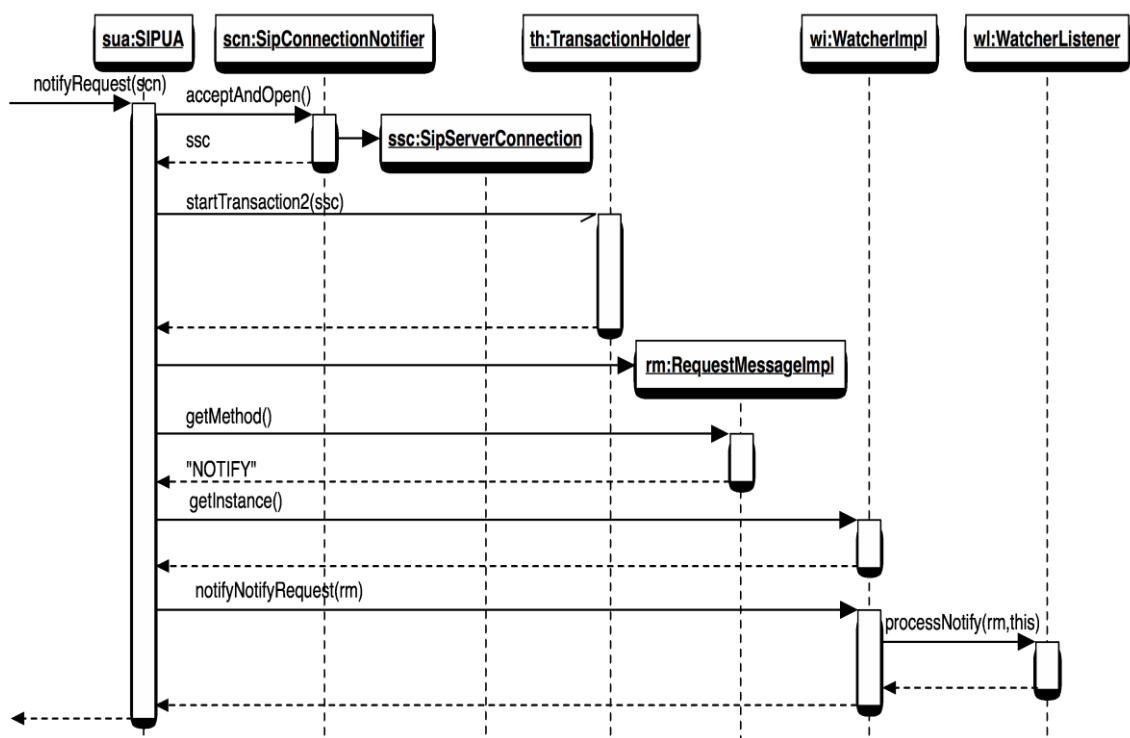 sua:SIPUA
scn:SipConnectionNotifier
th:TransactionHolder
wi:WatcherImpl
wl:WatcherListener
notifyRequest(scn)
acceptAndOpen()
ssc
ssc:SipServerConnection
startTransaction2(ssc)
rm:RequestMessageImpl
getMethod()
"NOTIFY"
getInstance()
notifyNotifyRequest(rm)
processNotify(rm,this)